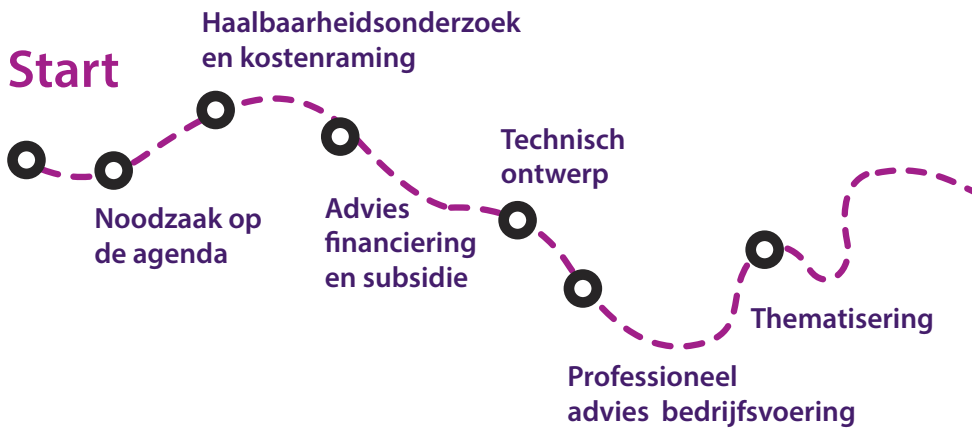 Start
Haalbaarheidsonderzoek
en kostenraming
Noodzaak op
de agenda
Advies
financiering
en subsidie
Technisch
ontwerp
Professioneel
advies  bedrijfsvoering
Thematisering